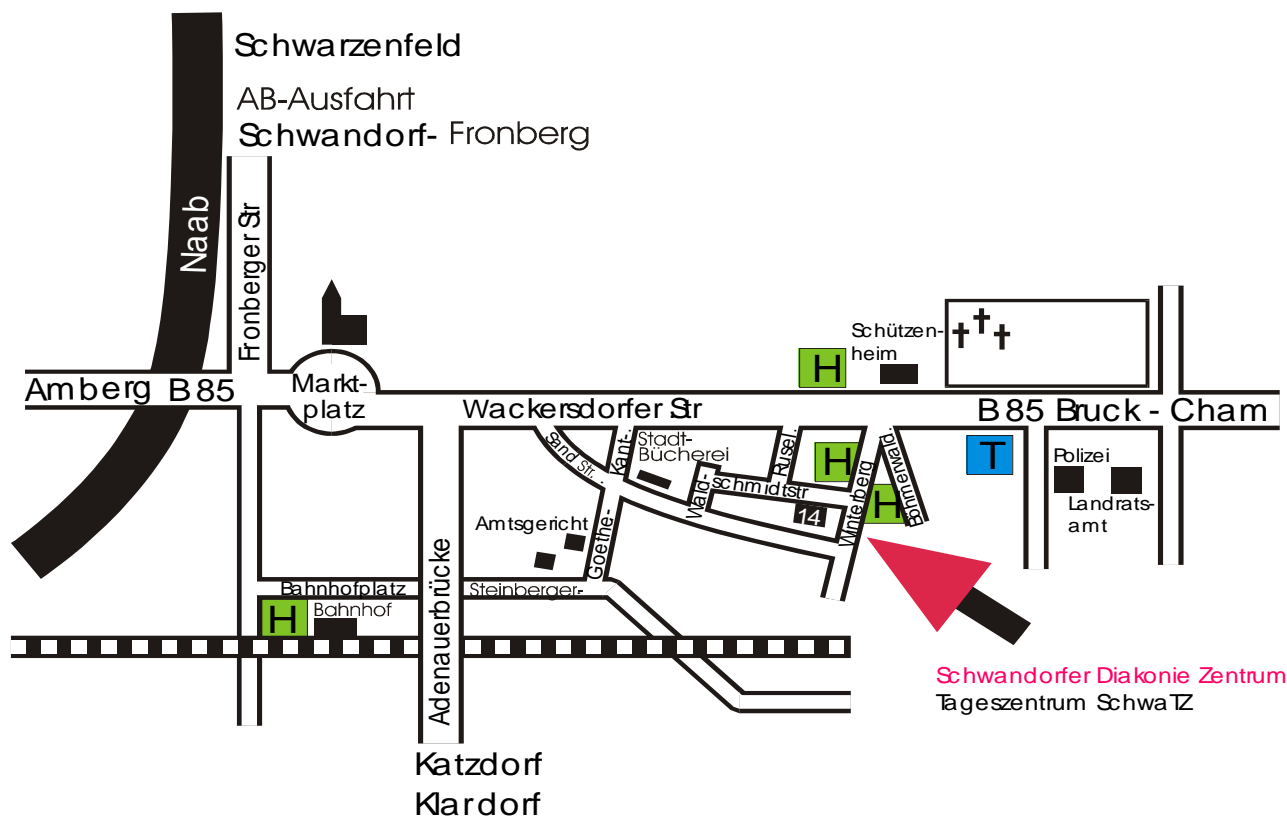 Schwarzenfeld
AB-Ausfahrt
Schwandorf- Fronberg
Naab
Fronberger Str
Schützen-
heim
H
Amberg B 85
Markt-
platz
Wackersdorfer Str
B 85 Bruck - Cham
Sand Str..
Kant-.
Stadt-
Bücherei
Rusel.
H
Winterberg
Böhmerwald.
T
Polizei
Wald-
schmidtstr
14
H
Landrats-
amt
Amtsgericht
Goethe-
Bahnhofplatz
Steinberger-
H
Bahnhof
Adenauerbrücke
Schwandorfer Diakonie Zentrum
Tageszentrum SchwaTZ
Katzdorf
Klardorf